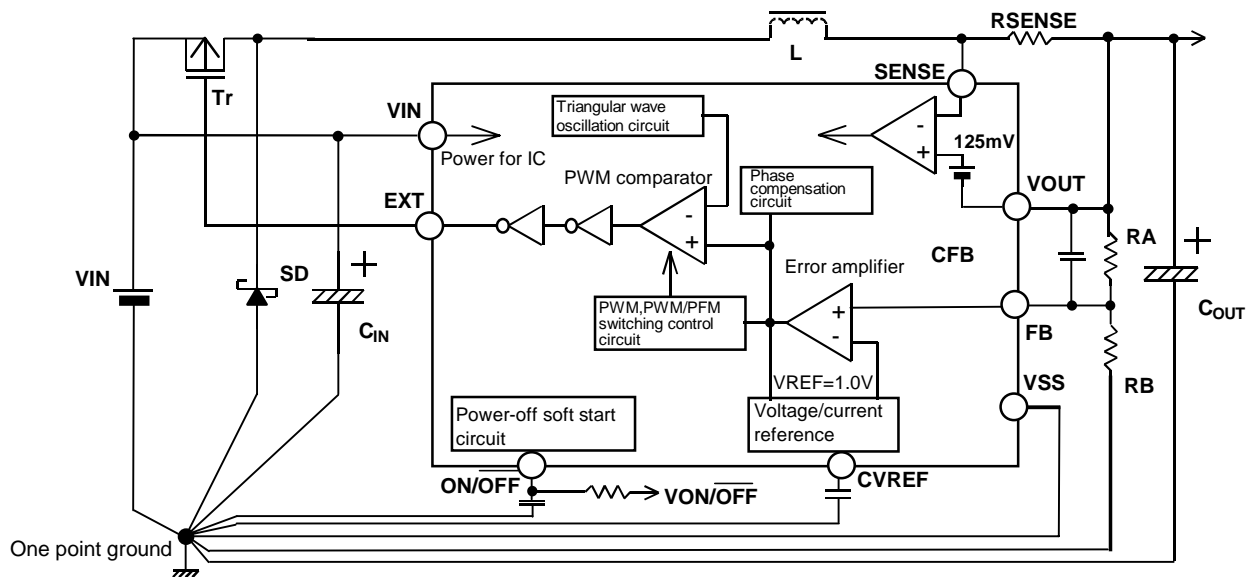 RSENSE
L
Tr
SENSE
VIN
Triangular wave
oscillation circuit
-
+
125mV
Power for IC
PWM comparator
Phase
compensation
circuit
VOUT
EXT
-
+
RA
+
CFB
VIN
SD
+
Error amplifier
CIN
PWM,PWM/PFM
switching control
circuit
+
-
COUT
FB
VREF=1.0V
VSS
RB
Power-off soft start
circuit
Voltage/current
reference
ON/OFF
VON/OFF
CVREF
One point ground